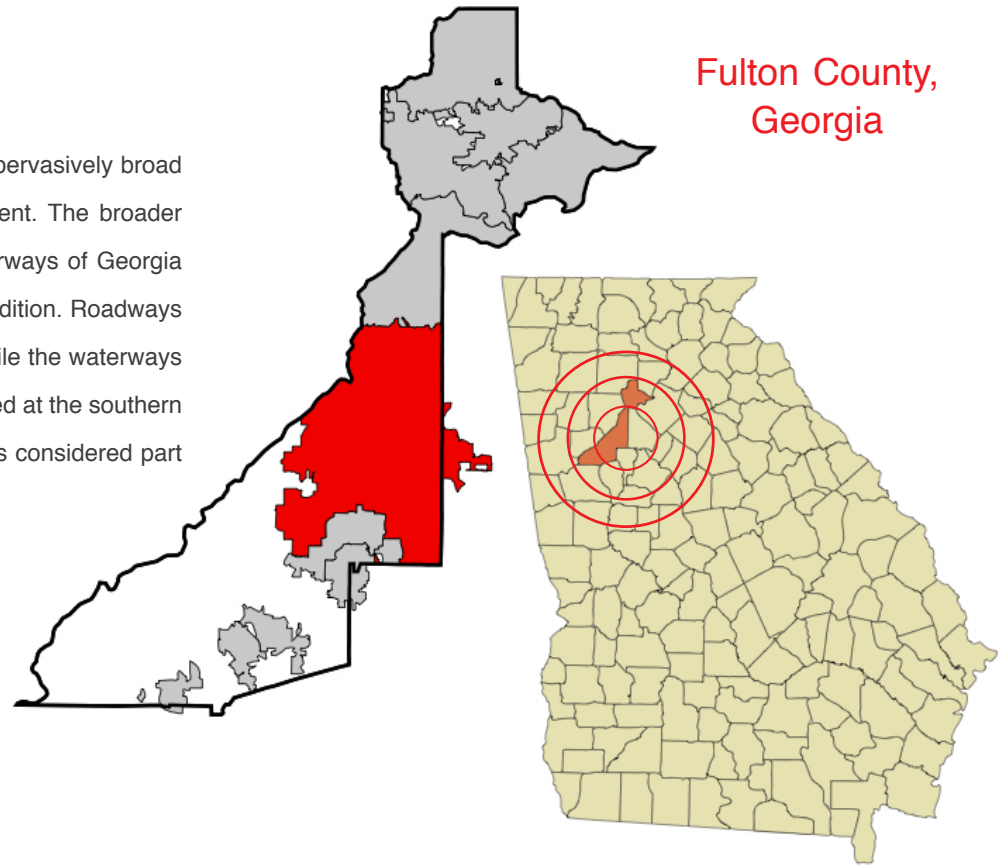 Fulton County,
Georgia
pervasively broad
ent. The broader
rways of Georgia
dition. Roadways
ile the waterways
ed at the southern
s considered part